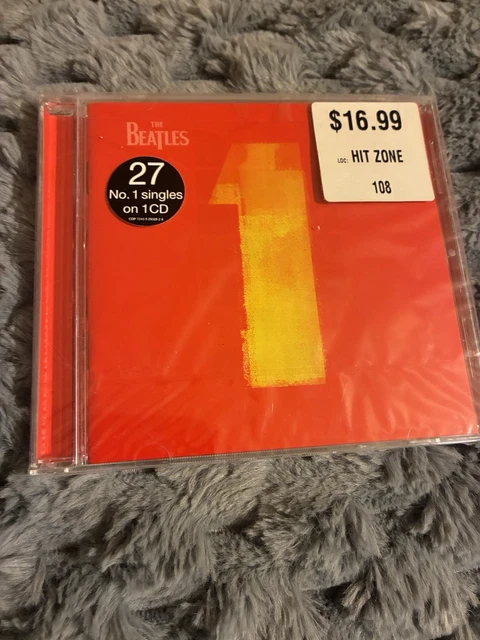 THE
BEATLES
27
No. 1 singles
on 1CD
1
$16.99
LOC: HIT ZONE
108